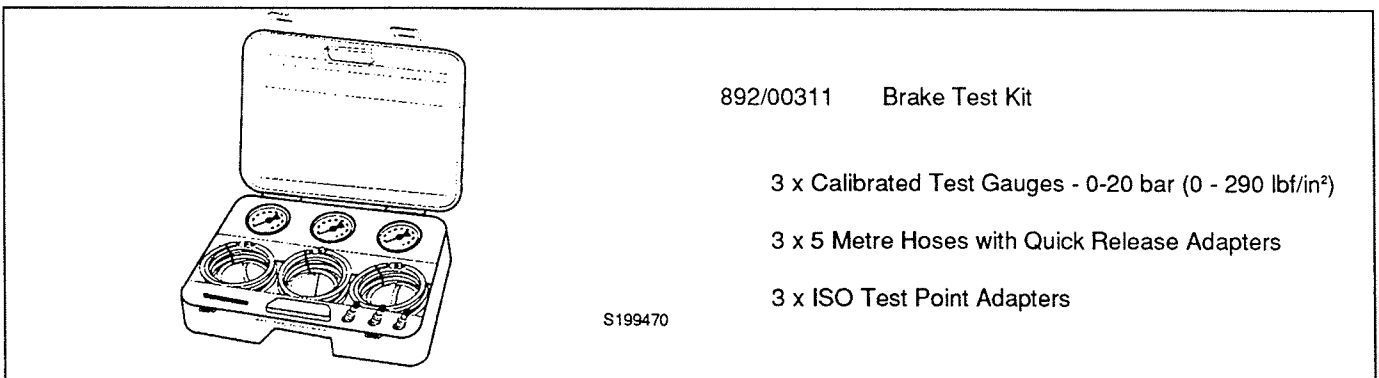 892/00311 Brake Test Kit
3 x Calibrated Test Gauges - 0-20 bar (0 - 290 lbf/in²)
3 x 5 Metre Hoses with Quick Release Adapters
3 x ISO Test Point Adapters
S199470